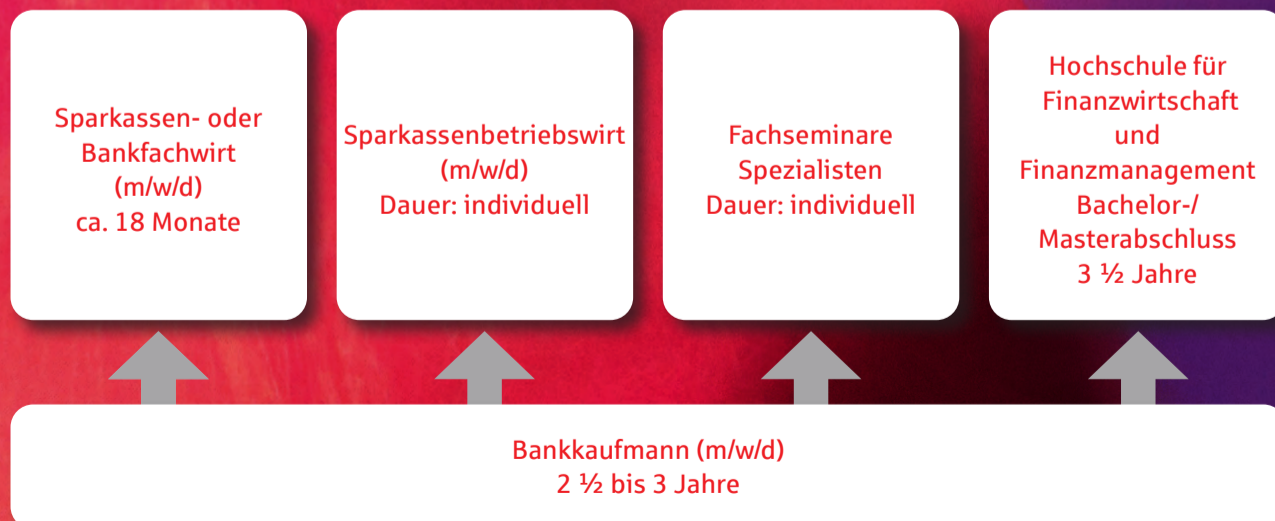 Sparkassen- oder
Bankfachwirt
(m/w/d)
ca. 18 Monate
Sparkassenbetriebswirt
(m/w/d)
Dauer: individuell
Fachseminare
Spezialisten
Dauer: individuell
Hochschule für
Finanzwirtschaft
und
Finanzmanagement
Bachelor-/
Masterabschluss
3 ½ Jahre
Bankkaufmann (m/w/d)
2 ½ bis 3 Jahre